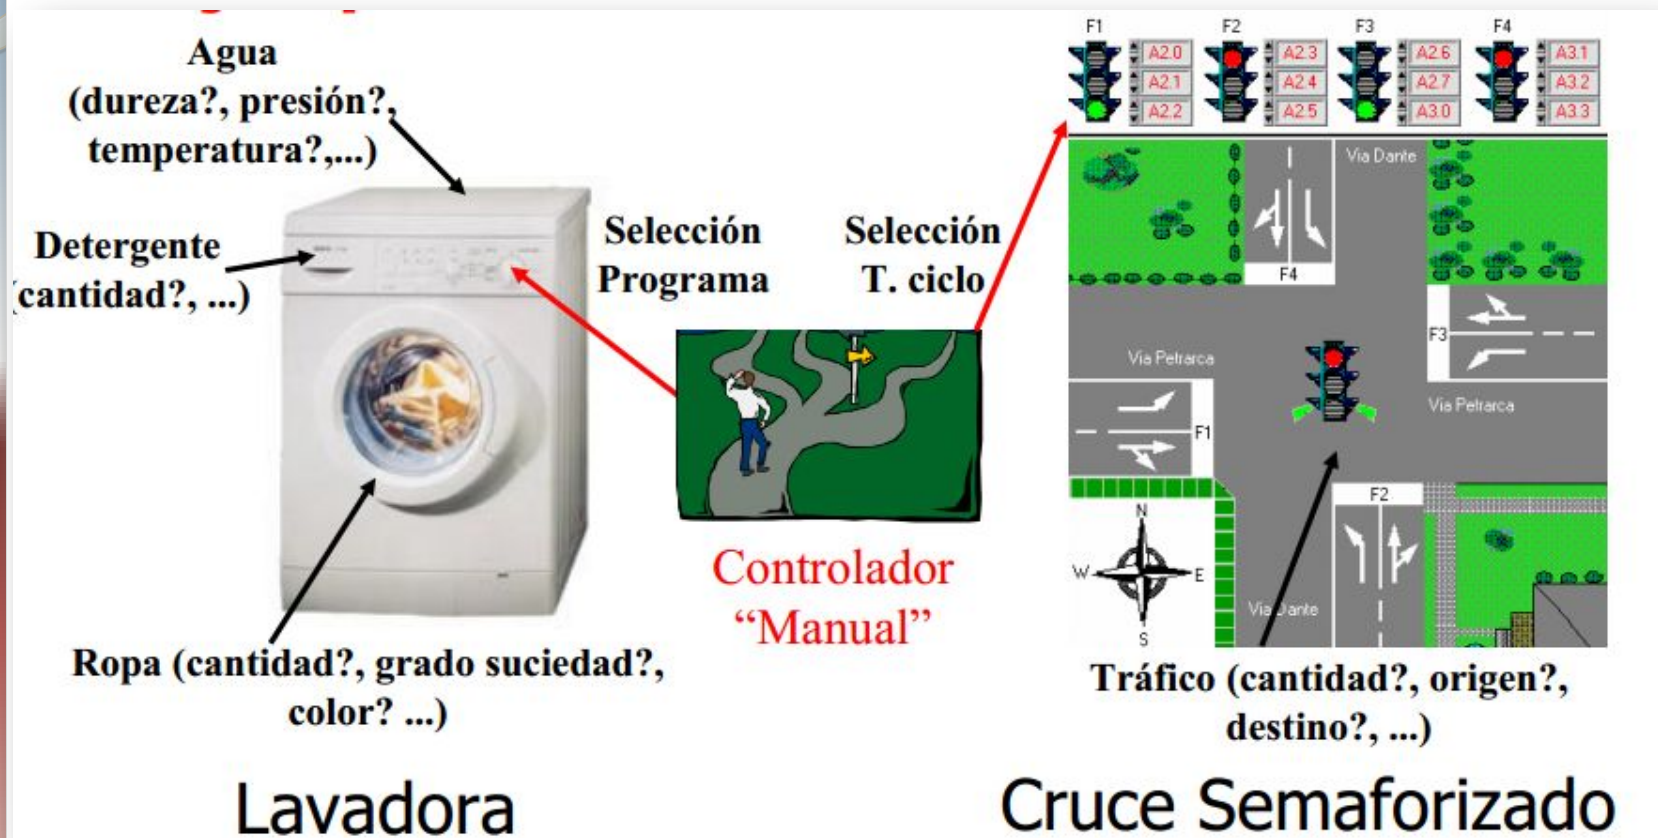 Agua
(dureza?, presión?,
temperatura?,...)
Detergente
(cantidad?, ...)
Selección
Programa
Selección
T. ciclo
Controlador
“Manual”
Ropa (cantidad?, grado suciedad?,
color? ...)
Lavadora
F1
F2
F3
F4
A2.0
A2.3
A2.6
A3.1
A2.1
A2.4
A2.7
A3.2
A2.2
A2.5
A3.0
A3.3
Via Dante
F4
F3
Via Petrarca
Via Petrarca
F1
F2
N
W
E
S
Via Dante
Tráfico (cantidad?, origen?,
destino?, ...)
Cruce Semaforizado